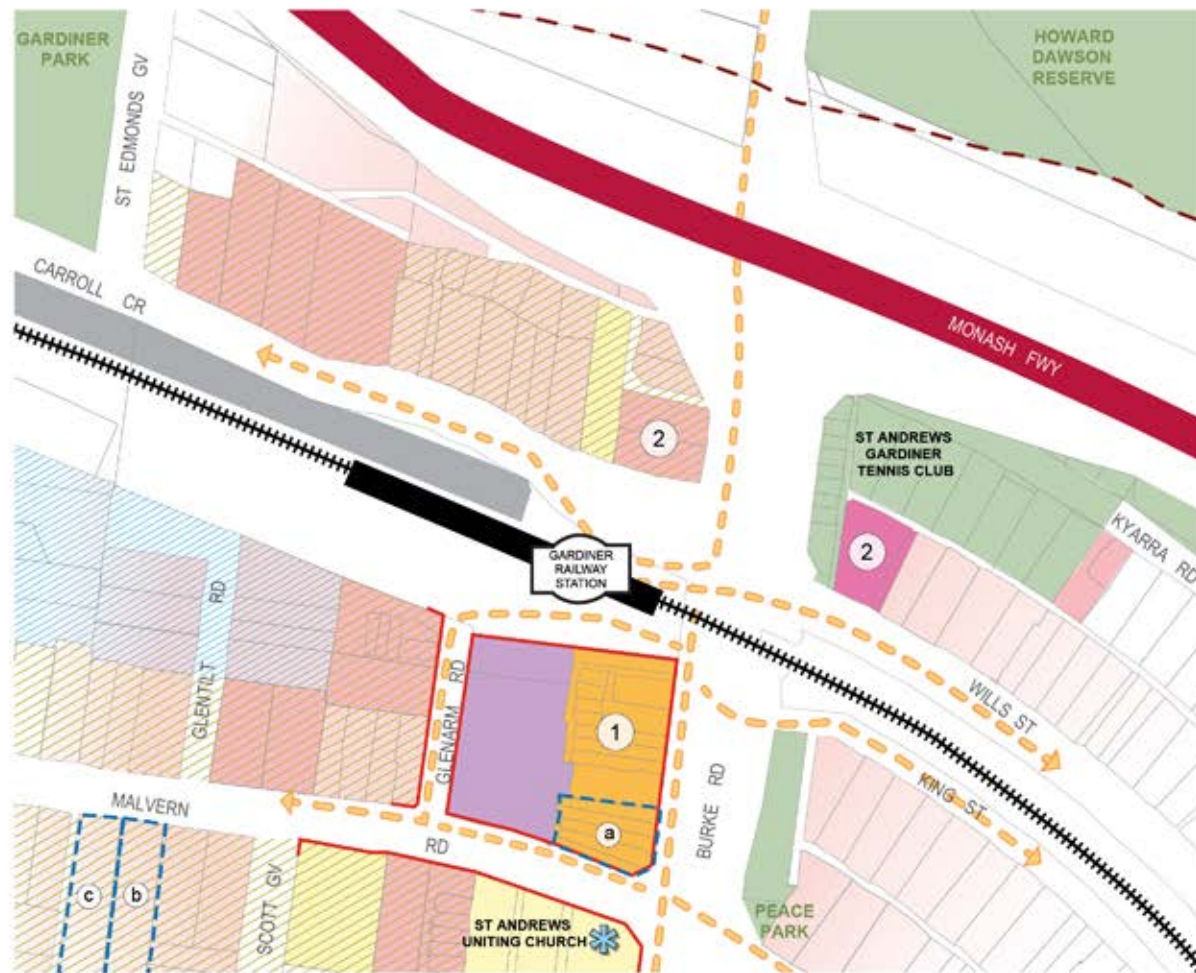 GARDINER
PARK
ST EDMONDS GV
HOWARD
DAWSON
RESERVE
CARROLL CR
MONASH FWY
2
ST ANDREWS
GARDINER
TENNIS CLUB
KYARRA RD
2
GARDINER
RAILWAY
STATION
GLENTILT RD
GLENARM RD
1
WILLS ST
KING ST
BURKE RD
MALVERN RD
a
c
b
SCOTT GV
ST ANDREWS
UNITING CHURCH
PEACE
PARK